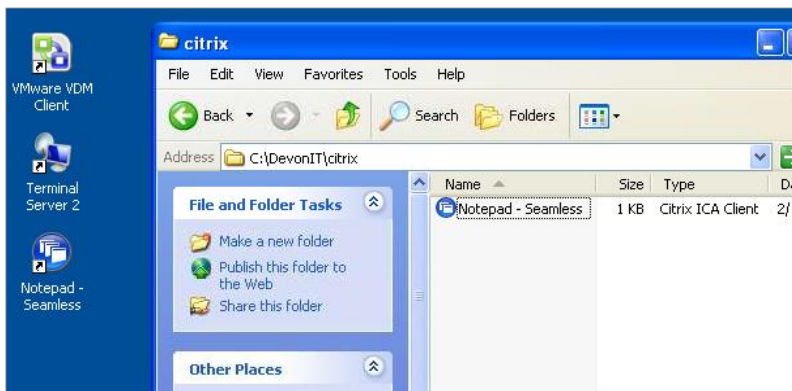 VMware VDM
Client
Terminal
Server 2
Notepad -
Seamless
citrix
File Edit View Favorites Tools Help
Back Search Folders
Address C:\DevonIT\citrix
File and Folder Tasks
Make a new folder
Publish this folder to
the Web
Share this folder
Other Places
Name Size Type
Notepad - Seamless 1 KB Citrix ICA Client 2/